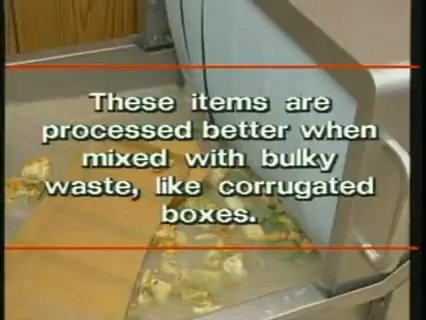 These items are
processed better when
mixed with bulky
waste, like corrugated
boxes.